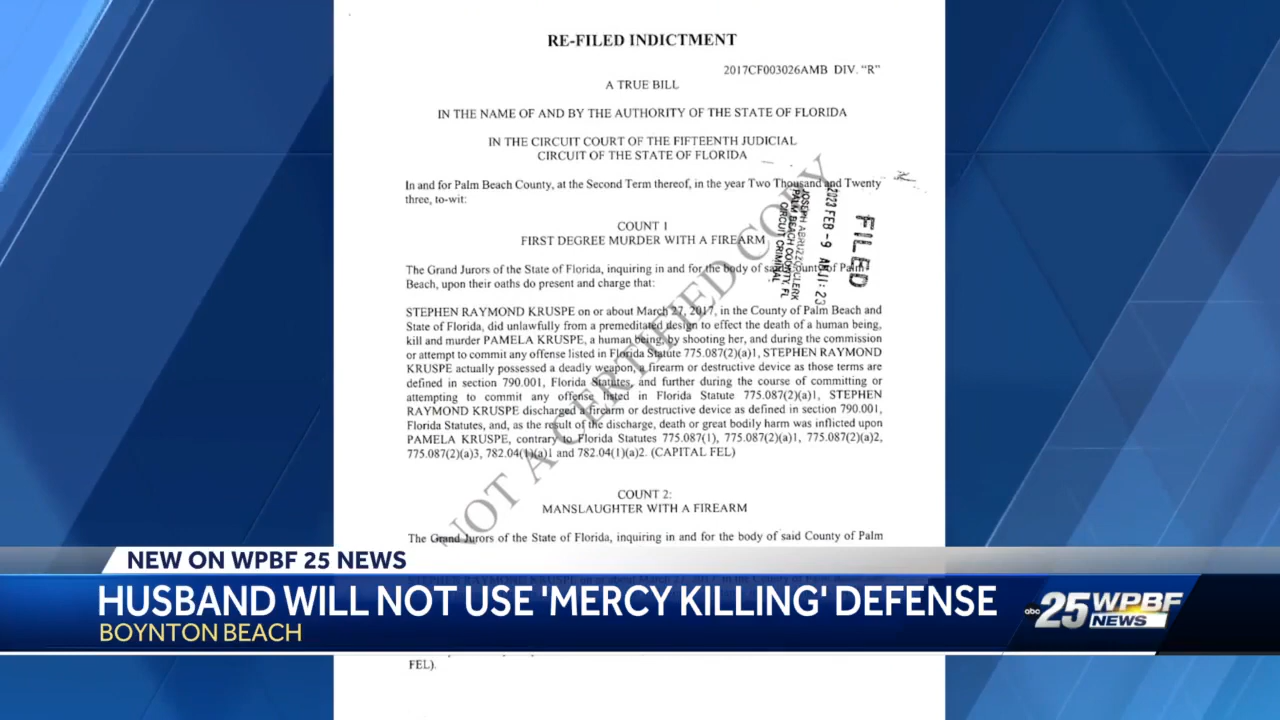 RE-FILED INDICTMENT
2017CF003026AMB DIV. "R"
A TRUE BILL
IN THE NAME OF AND BY THE AUTHORITY OF THE STATE OF FLORIDA
IN THE CIRCUIT COURT OF THE FIFTEENTH JUDICIAL
CIRCUIT OF THE STATE OF FLORIDA
In and for Palm Beach County, at the Second Term thereof, in the year Two Thousand and Twenty
three, to-wit:
COUNT 1
FIRST DEGREE MURDER WITH A FIREARM
The Grand Jurors of the State of Florida, inquiring in and for the body of said County of Palm
Beach, upon their oaths do present and charge that:
STEPHEN RAYMOND KRUSPE on or about March 27, 2017, in the County of Palm Beach and
State of Florida, did unlawfully from a premeditated design to effect the death of a human being,
kill and murder PAMELA KRUSPE, a human being, by shooting her, and during the commission
or attempt to commit any offense listed in Florida Statute 775.087(2)(a)1, STEPHEN RAYMOND
KRUSPE actually possessed a deadly weapon, a firearm or destructive device as those terms are
defined in section 790.001, Florida Statutes, and further during the course of committing or
attempting to commit any offense listed in Florida Statute 775.087(2)(a)1, STEPHEN
RAYMOND KRUSPE discharged a firearm or destructive device as defined in section 790.001,
Florida Statutes, and, as the result of the discharge, death or great bodily harm was inflicted upon
PAMELA KRUSPE, contrary to Florida Statutes 775.087(1), 775.087(2)(a)1, 775.087(2)(a)2,
775.087(2)(a)3, 782.04(1)(a)1 and 782.04(1)(a)2. (CAPITAL FEL)
COUNT 2:
MANSLAUGHTER WITH A FIREARM
The Grand Jurors of the State of Florida, inquiring in and for the body of said County of Palm
FEL).
NOT A CERTIFIED COPY
FILED
2023 FEB -9 23
JOSEPH ABRUZZO, CLERK
PALM BEACH COUNTY, FL
CIRCUIT CRIMINAL
NEW ON WPBF 25 NEWS
HUSBAND WILL NOT USE 'MERCY KILLING' DEFENSE
BOYNTON BEACH
abc 25 WPBF
NEWS